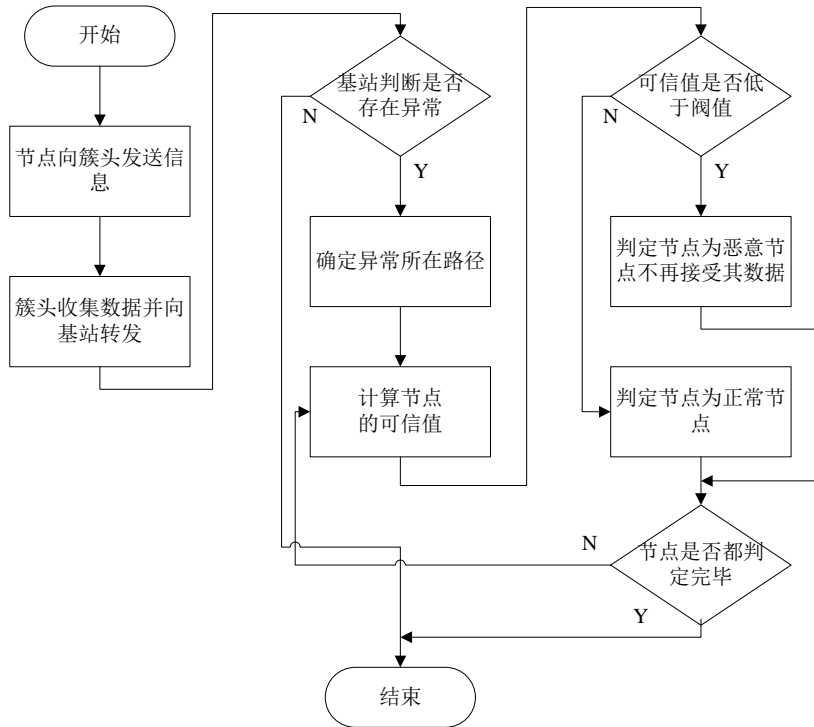 开始
节点向簇头发送信
息
簇头收集数据并向
基站转发
基站判断是否
存在异常
N
Y
确定异常所在路径
计算节点
的可信值
可信值是否低
于阀值
N
Y
判定节点为恶意节
点不再接受其数据
判定节点为正常节
点
节点是否都判
定完毕
N
Y
结束